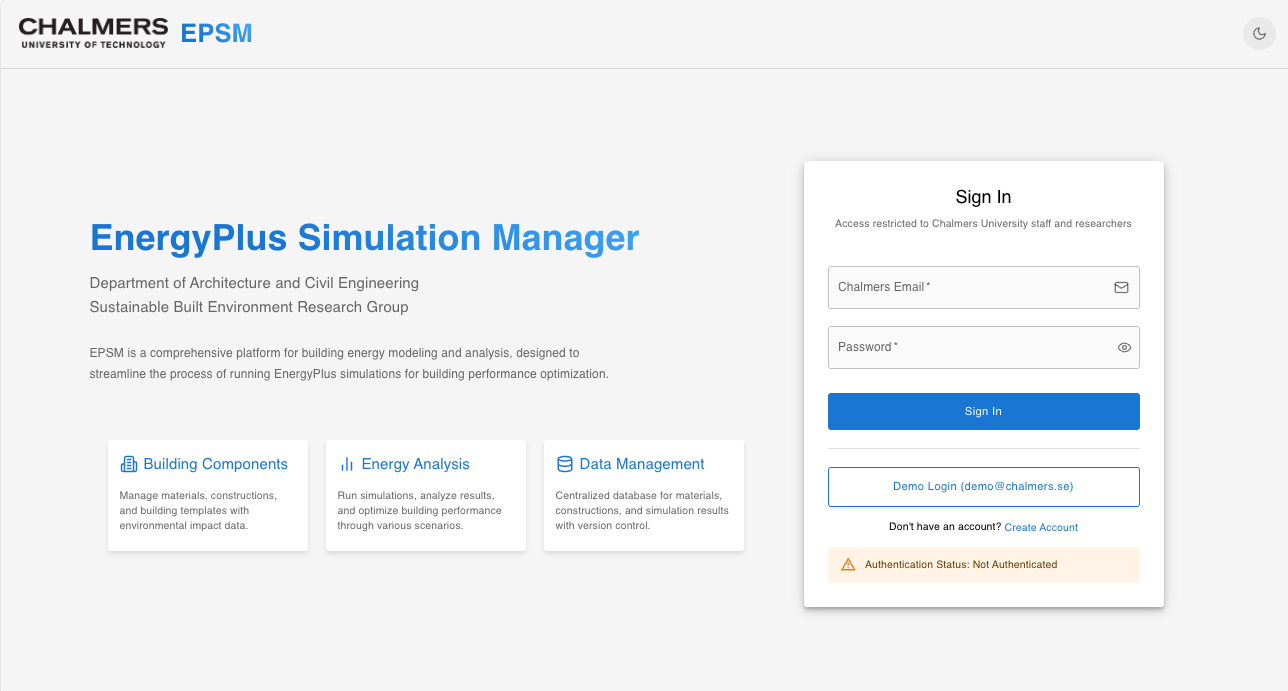 CHALMERS
UNIVERSITY OF TECHNOLOGY
EPSM
EnergyPlus Simulation Manager
Department of Architecture and Civil Engineering
Sustainable Built Environment Research Group
EPSM is a comprehensive platform for building energy modeling and analysis, designed to
streamline the process of running EnergyPlus simulations for building performance optimization.
Building Components
Manage materials, constructions,
and building templates with
environmental impact data.
Energy Analysis
Run simulations, analyze results,
and optimize building performance
through various scenarios.
Data Management
Centralized database for materials,
constructions, and simulation results
with version control.
Sign In
Access restricted to Chalmers University staff and researchers
Chalmers Email *
Password *
Sign In
Demo Login (demo@chalmers.se)
Don't have an account? Create Account
Authentication Status: Not Authenticated